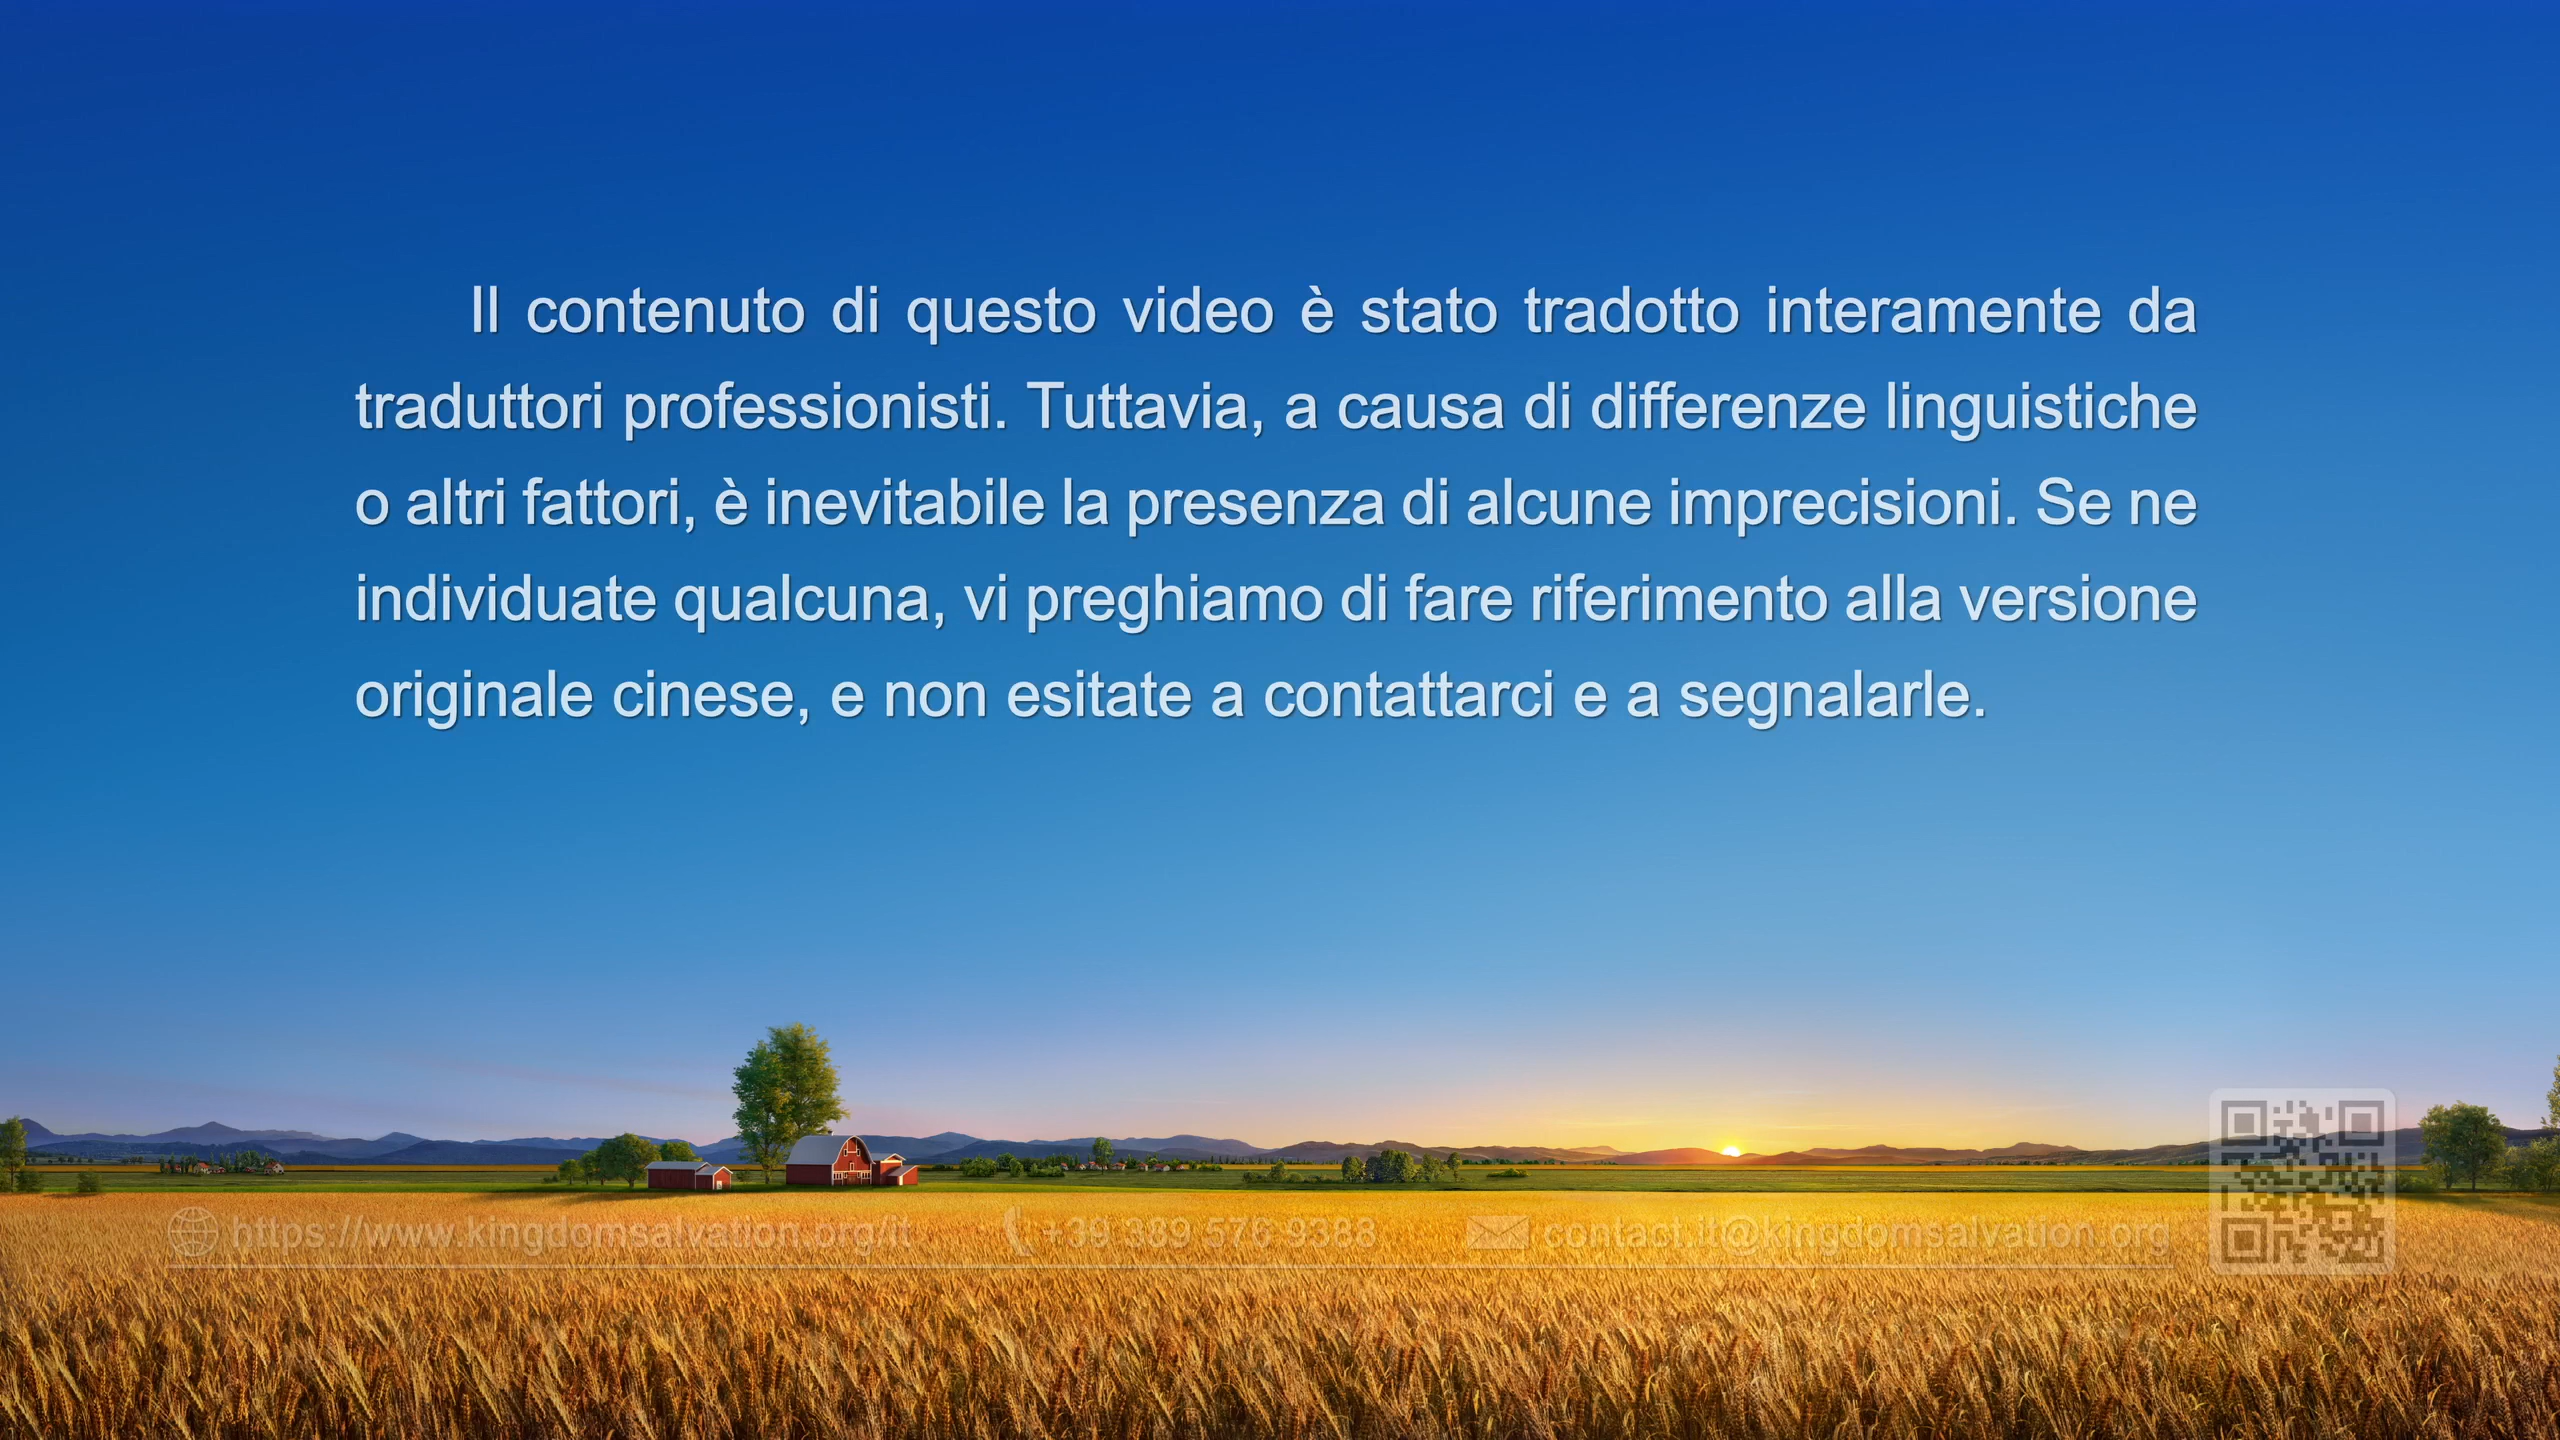 Il contenuto di questo video è stato tradotto interamente da
traduttori professionisti. Tuttavia, a causa di differenze linguistiche
o altri fattori, è inevitabile la presenza di alcune imprecisioni. Se ne
individuate qualcuna, vi preghiamo di fare riferimento alla versione
originale cinese, e non esitate a contattarci e a segnalarle.
https://www.kingdomsalvation.org/it +39 389 576 9388 contact.it@kingdomsalvation.org